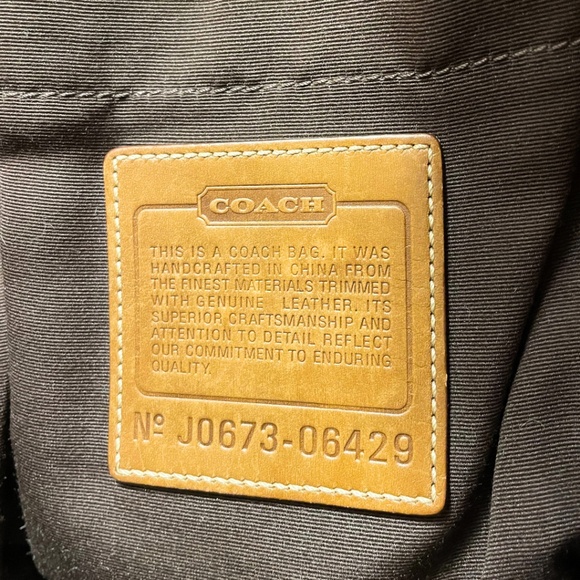 COACH
THIS IS A COACH BAG. IT WAS
HANDCRAFTED IN CHINA FROM
THE FINEST MATERIALS TRIMMED
WITH GENUINE LEATHER. ITS
SUPERIOR CRAFTSMANSHIP AND
ATTENTION TO DETAIL REFLECT
OUR COMMITMENT TO ENDURING
QUALITY.
Nº J0673-06429